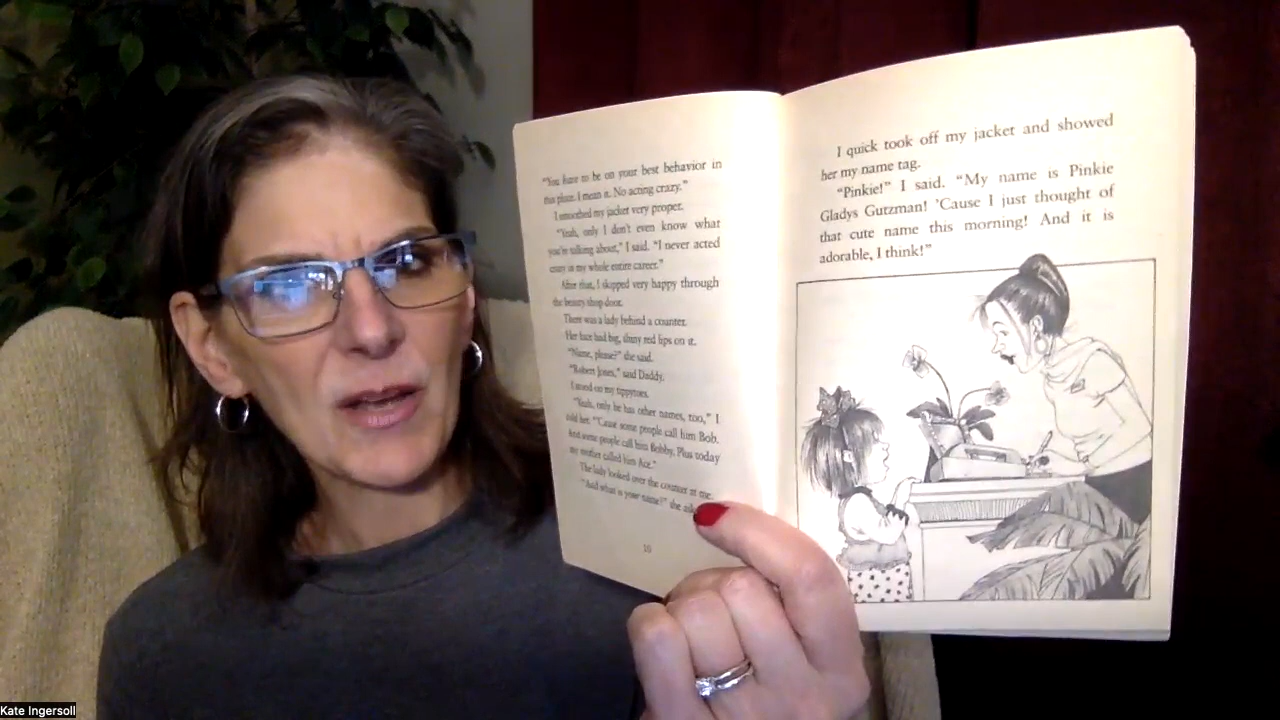 "You have to be on your best behavior in
this place. I mean it. No acting crazy."
I smoothed my jacket very proper.
"Yeah, only I don't even know what
you're talking about," I said. "I never acted
crazy in my whole entire career."
After that, I skipped very happy through
the beauty shop door.
There was a lady behind a counter.
Her face had big, shiny red lips on it.
"Name, please?" she said.
"Robert Jones," said Daddy.
I stood on my tippytoes.
"Yeah, only he has other names, too," I
told her. "'Cause some people call him Bob.
And some people call him Bobby. Plus today
my mother called him Ace."
The lady looked over the counter at me.
"And what is your name?" she
10
I quick took off my jacket and showed
her my name tag.
"Pinkie!" I said. "My name is Pinkie
Gladys Gutzman! 'Cause I just thought of
that cute name this morning! And it is
adorable, I think!"
Kate Ingersoll